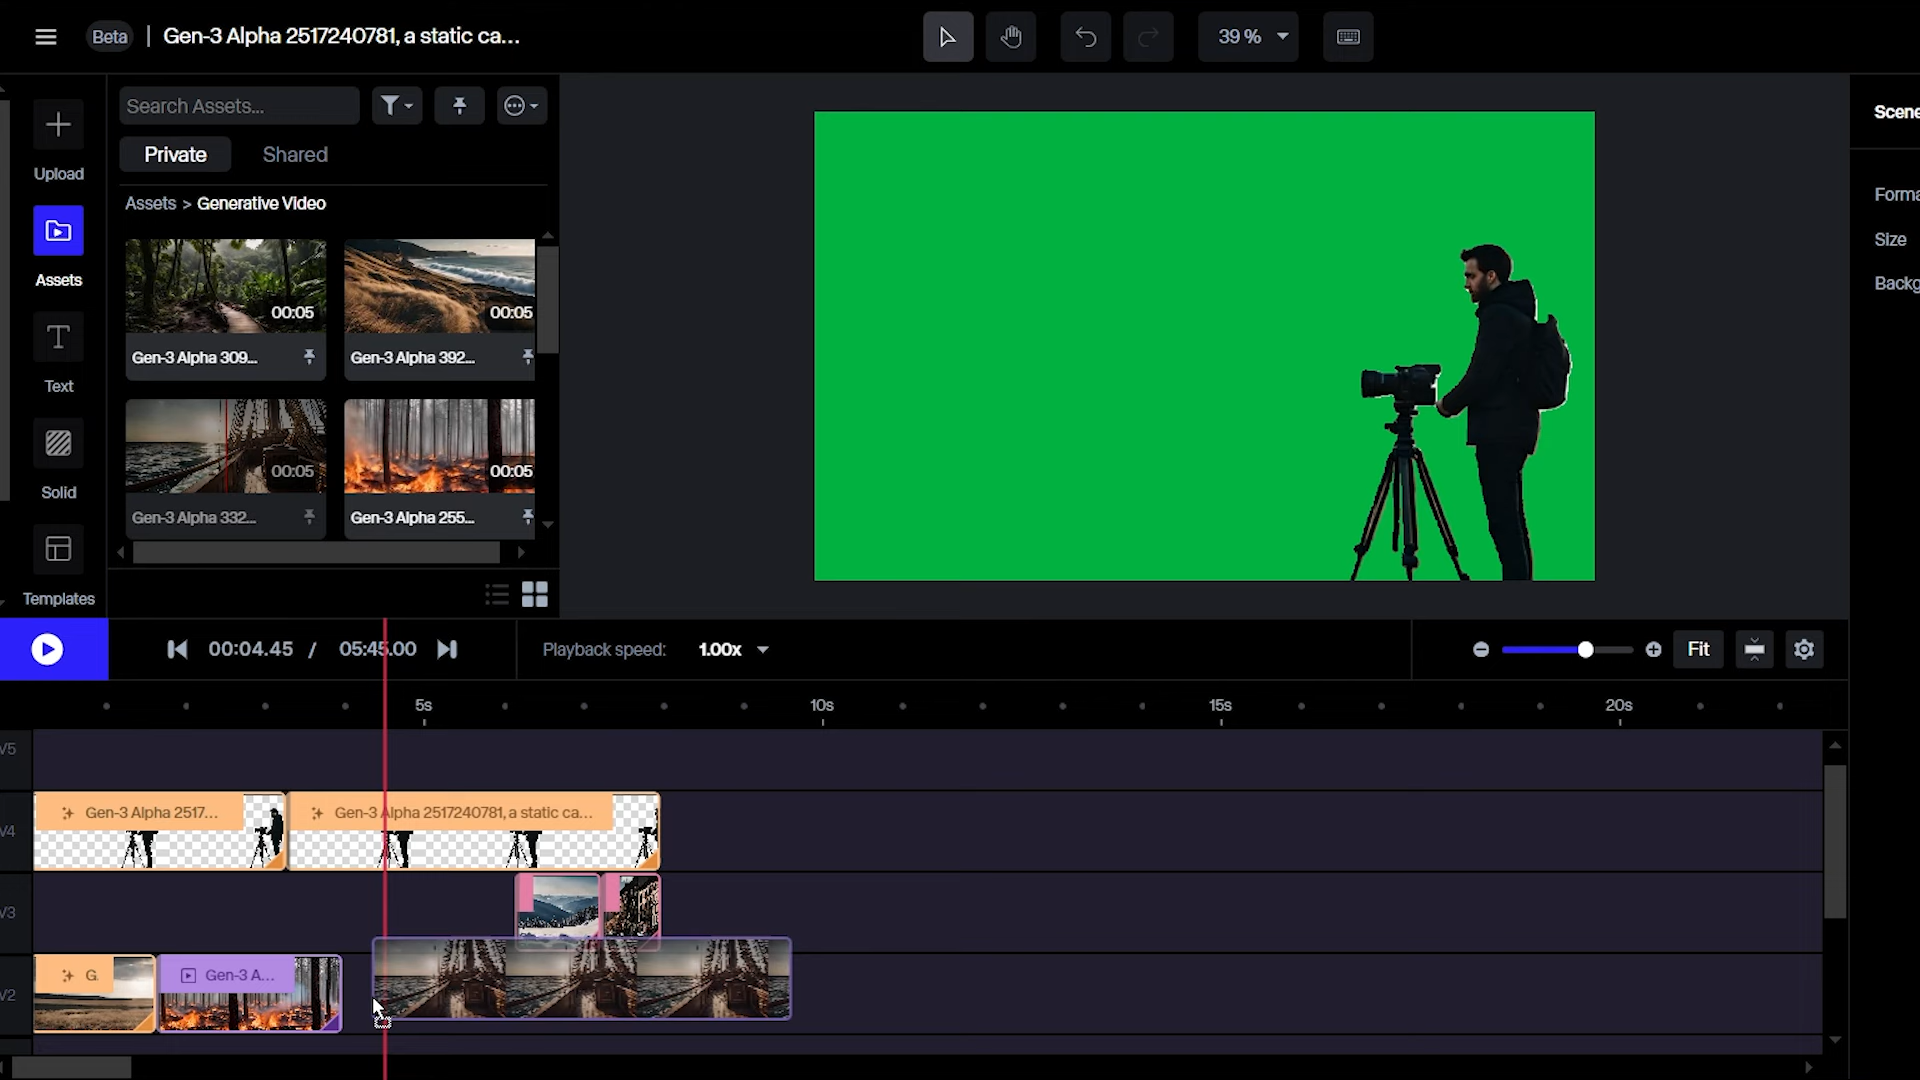 Beta | Gen-3 Alpha 2517240781, a static ca...
39 %
Search Assets...
Private Shared
Assets > Generative Video
Upload
Assets
Text
Solid
Templates
00:05
00:05
Gen-3 Alpha 309...
Gen-3 Alpha 392...
00:05
00:05
Gen-3 Alpha 332...
Gen-3 Alpha 255...
Scene
Forma
Size
Backg
00:04.45 / 05:45.00
Playback speed: 1.00x
Fit
5s 10s 15s 20s
V5
V4
Gen-3 Alpha 2517...
Gen-3 Alpha 2517240781, a static ca...
V3
V2
G.
Gen-3 A...